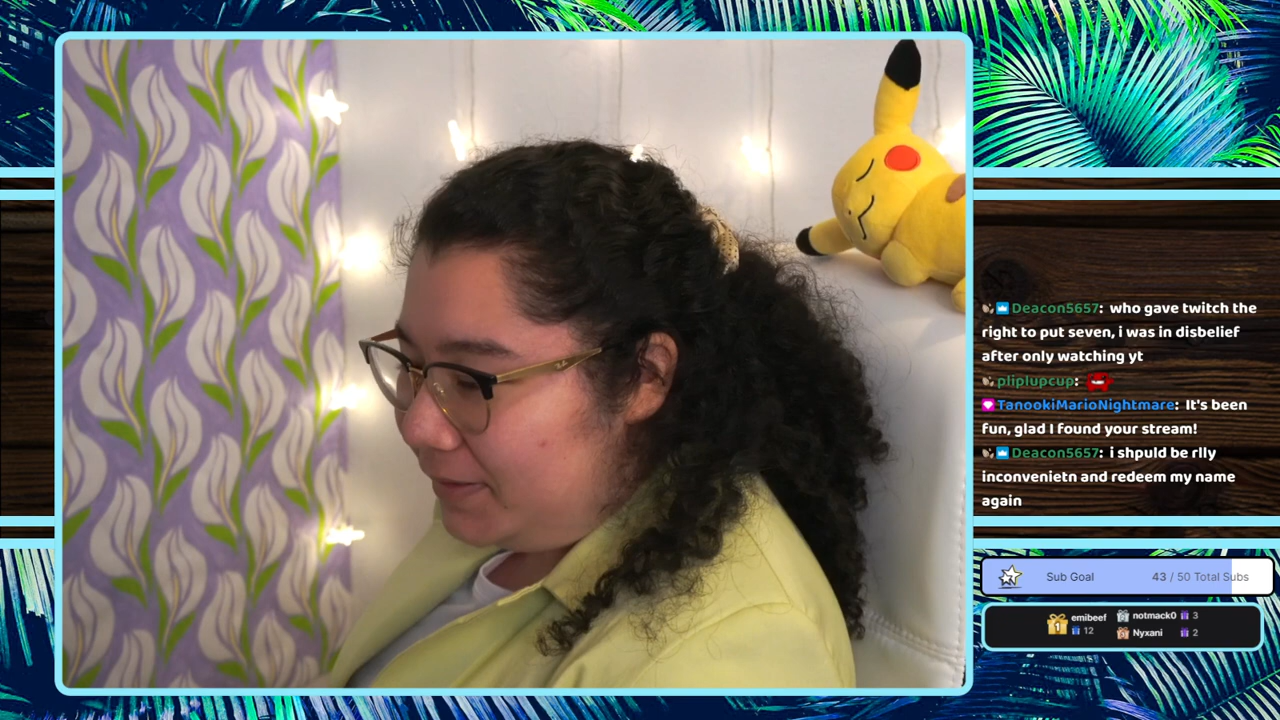 Deacon5657: who gave twitch the
right to put seven, i was in disbelief
after only watching yt
pliplupcup:
TanookiMarioNightmare: It's been
fun, glad I found your stream!
Deacon5657: i shpuld be rlly
inconvenietn and redeem my name
again
Sub Goal 43 / 50 Total Subs
1 emibeef 12
notmack0 3
Nyxani 2